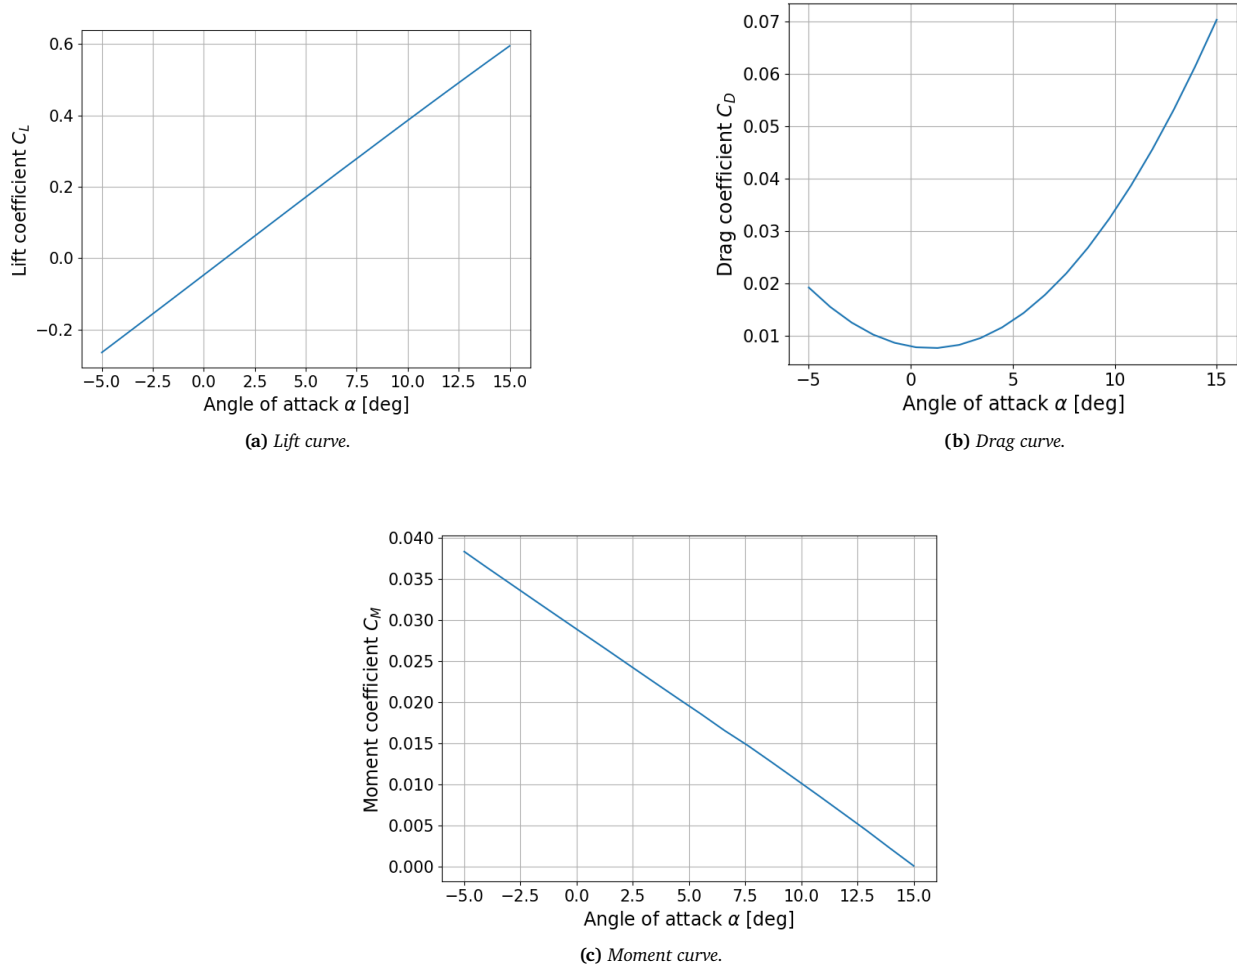 Lift coefficient C_L
0.6
0.4
0.2
0.0
−0.2
−5.0 −2.5 0.0 2.5 5.0 7.5 10.0 12.5 15.0
Angle of attack α [deg]
(a) Lift curve.
Drag coefficient C_D
0.07
0.06
0.05
0.04
0.03
0.02
0.01
−5 0 5 10 15
Angle of attack α [deg]
(b) Drag curve.
Moment coefficient C_M
0.040
0.035
0.030
0.025
0.020
0.015
0.010
0.005
0.000
−5.0 −2.5 0.0 2.5 5.0 7.5 10.0 12.5 15.0
Angle of attack α [deg]
(c) Moment curve.